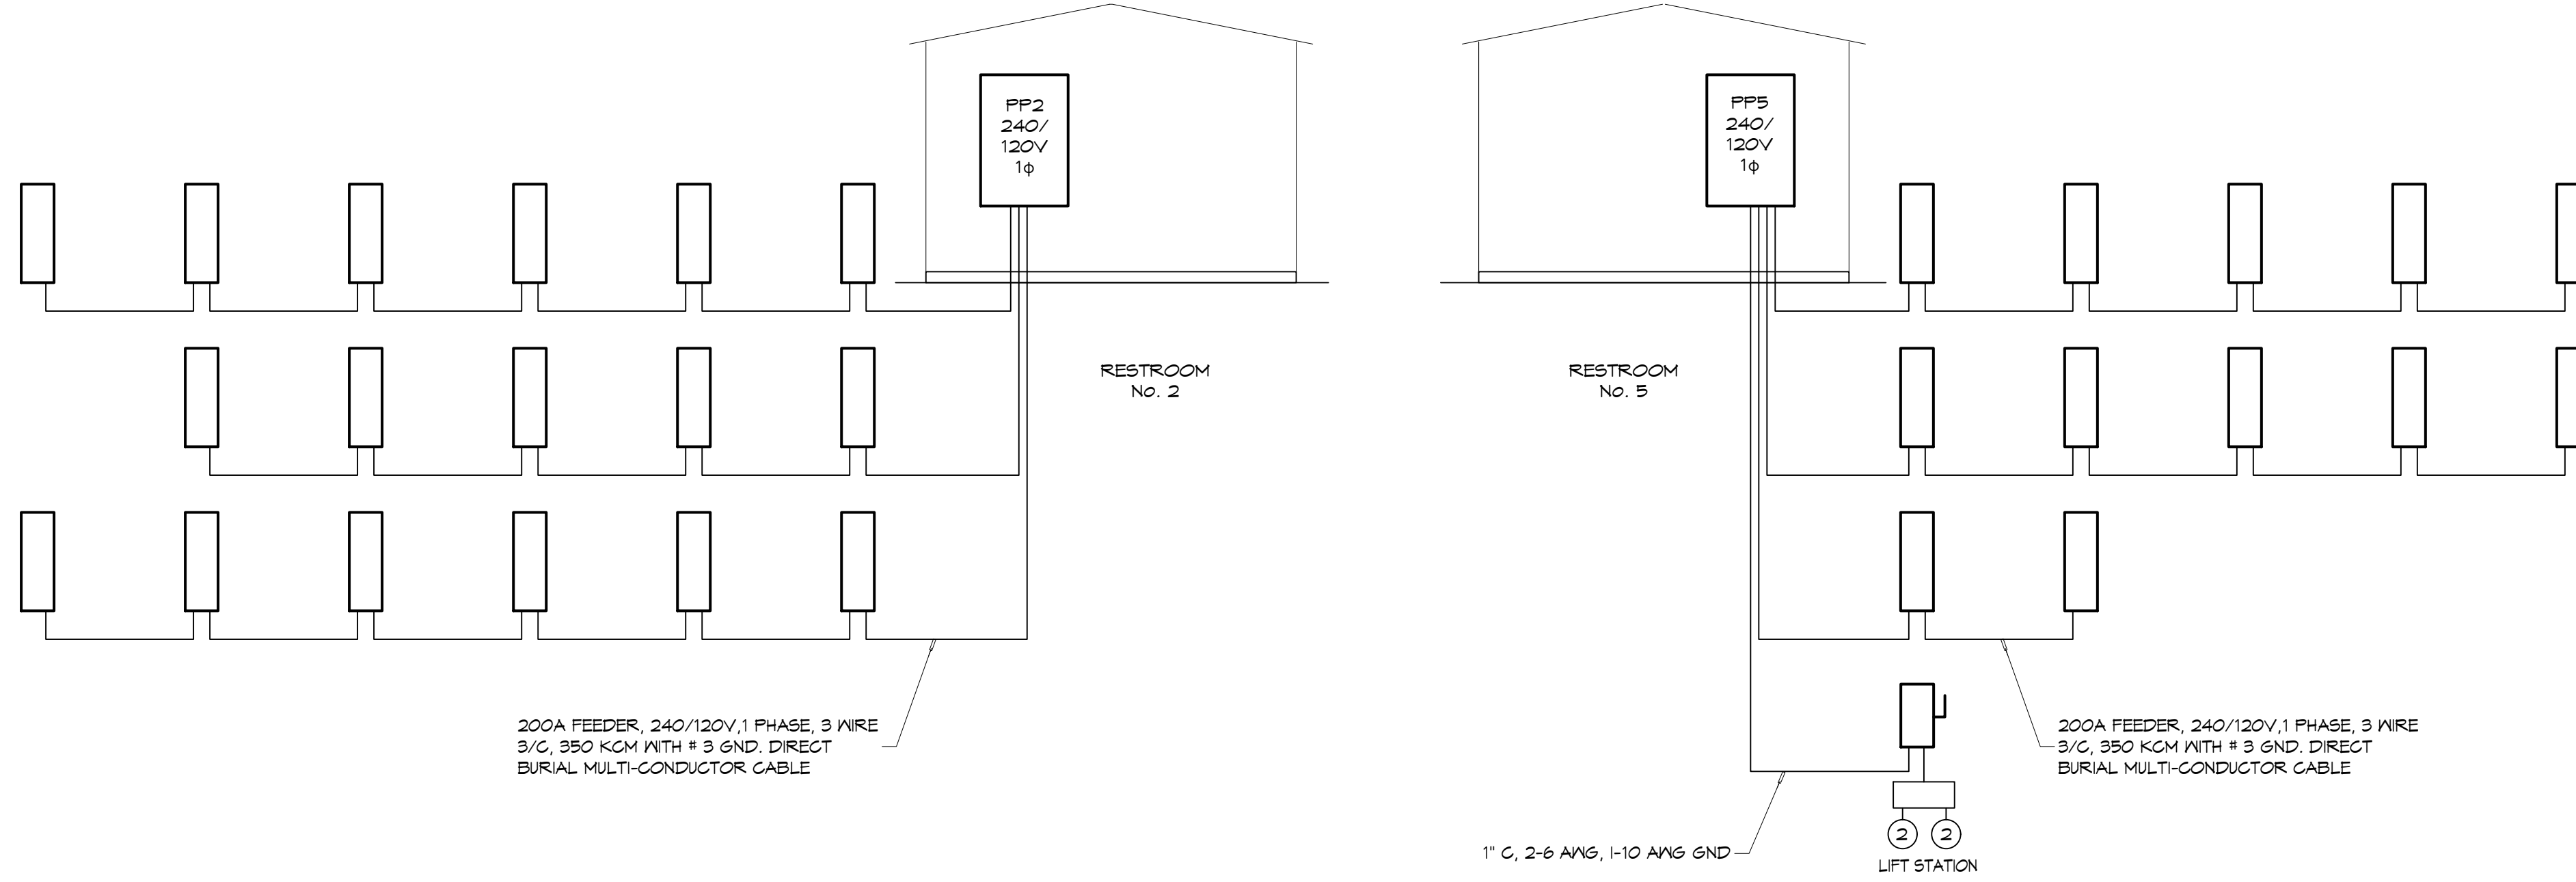 PP2
240/
120V
1ϕ
PP5
240/
120V
1ϕ
RESTROOM
No. 2
RESTROOM
No. 5
200A FEEDER, 240/120V,1 PHASE, 3 WIRE
3/C, 350 KCM WITH # 3 GND. DIRECT
BURIAL MULTI-CONDUCTOR CABLE
200A FEEDER, 240/120V,1 PHASE, 3 WIRE
3/C, 350 KCM WITH # 3 GND. DIRECT
BURIAL MULTI-CONDUCTOR CABLE
1" C, 2-6 AWG, 1-10 AWG GND
2 2
LIFT STATION